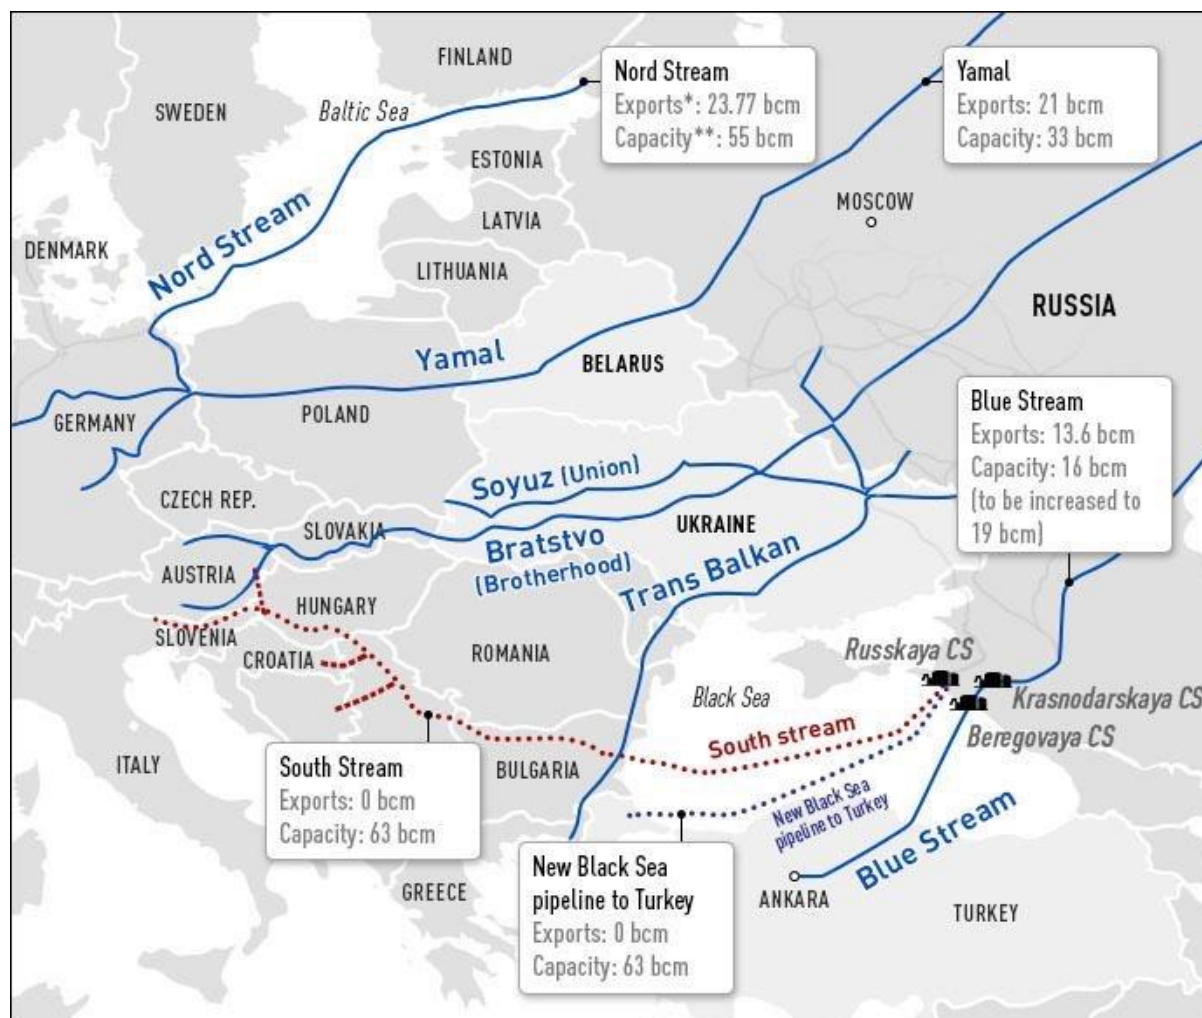 FINLAND
Nord Stream
Exports*: 23.77 bcm
Capacity**: 55 bcm
Yamal
Exports: 21 bcm
Capacity: 33 bcm
SWEDEN
Baltic Sea
ESTONIA
MOSCOW
LATVIA
DENMARK
Nord Stream
LITHUANIA
RUSSIA
Yamal
BELARUS
Blue Stream
Exports: 13.6 bcm
Capacity: 16 bcm
(to be increased to
19 bcm)
GERMANY
POLAND
Soyuz (Union)
CZECH REP.
SLOVAKIA
Bratstvo
(Brotherhood)
UKRAINE
Trans Balkan
AUSTRIA
HUNGARY
SLOVENIA
CROATIA
ROMANIA
Russkaya CS
Black Sea
Krasnodarskaya CS
Beregovaya CS
South stream
ITALY
South Stream
Exports: 0 bcm
Capacity: 63 bcm
BULGARIA
New Black Sea
pipeline to Turkey
Blue Stream
New Black Sea
pipeline to Turkey
Exports: 0 bcm
Capacity: 63 bcm
GREECE
ANKARA
TURKEY